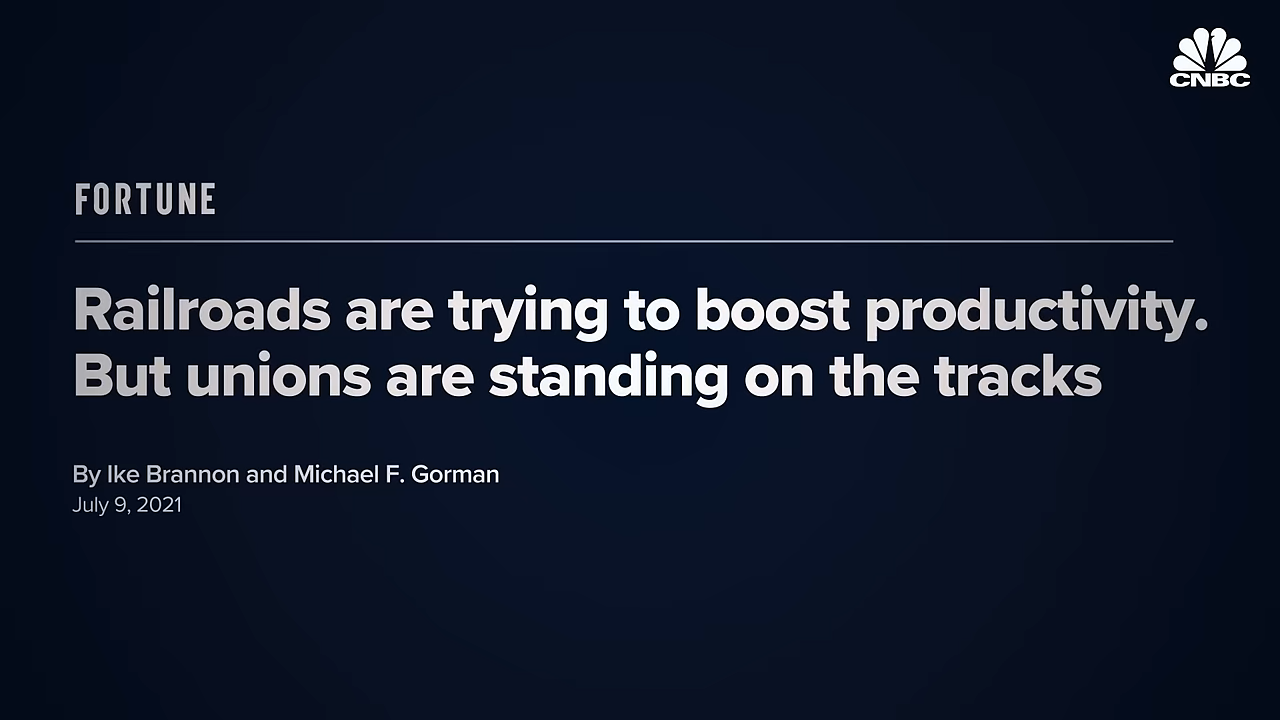 CNBC
FORTUNE
Railroads are trying to boost productivity.
But unions are standing on the tracks
By Ike Brannon and Michael F. Gorman
July 9, 2021